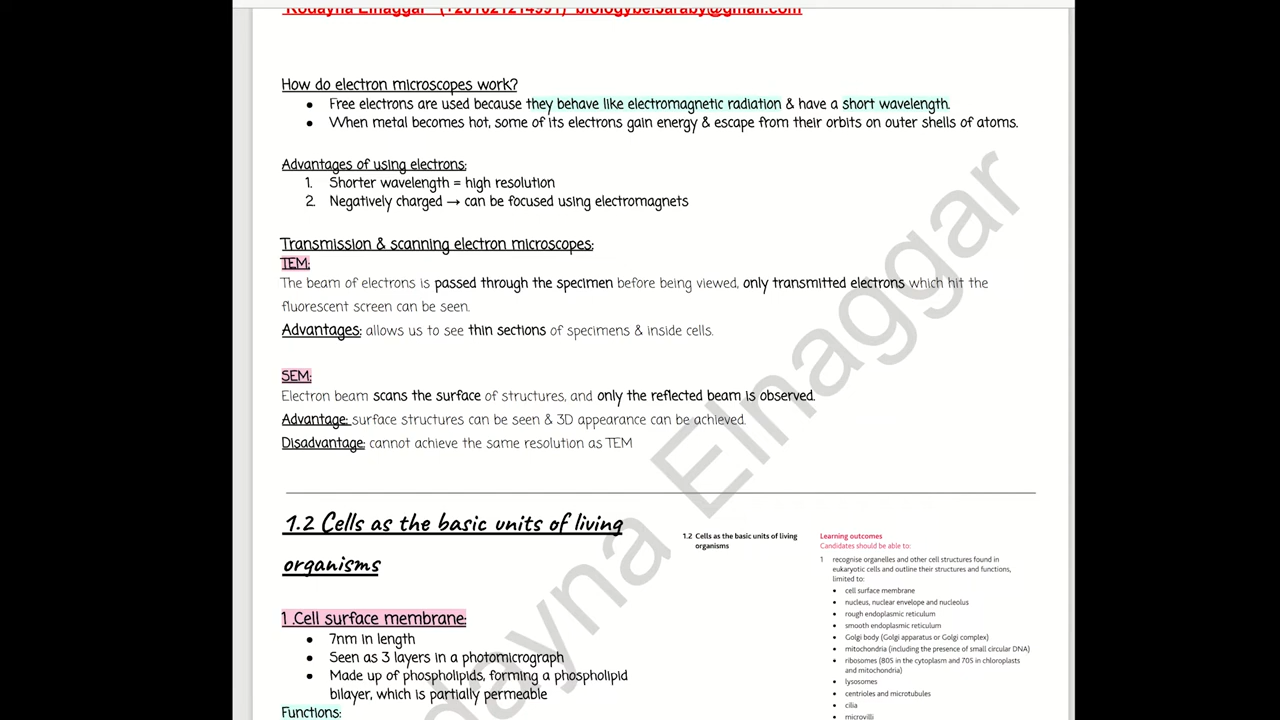 Rodayna Elnaggar (+201021214991) biologybelsaraby@gmail.com
How do electron microscopes work?
● Free electrons are used because they behave like electromagnetic radiation & have a short wavelength.
● When metal becomes hot, some of its electrons gain energy & escape from their orbits on outer shells of atoms.
Advantages of using electrons:
1. Shorter wavelength = high resolution
2. Negatively charged → can be focused using electromagnets
Transmission & scanning electron microscopes:
TEM:
The beam of electrons is passed through the specimen before being viewed, only transmitted electrons which hit the
fluorescent screen can be seen.
Advantages: allows us to see thin sections of specimens & inside cells.
SEM:
Electron beam scans the surface of structures, and only the reflected beam is observed.
Advantage: surface structures can be seen & 3D appearance can be achieved.
Disadvantage: cannot achieve the same resolution as TEM
1.2 Cells as the basic units of living
organisms
1 Cell surface membrane:
● 7nm in length
● Seen as 3 layers in a photomicrograph
● Made up of phospholipids, forming a phospholipid
bilayer, which is partially permeable
Functions:
1.2 Cells as the basic units of living
organisms
Learning outcomes
Candidates should be able to:
1 recognise organelles and other cell structures found in
eukaryotic cells and outline their structures and functions,
limited to:
• cell surface membrane
• nucleus, nuclear envelope and nucleolus
• rough endoplasmic reticulum
• smooth endoplasmic reticulum
• Golgi body (Golgi apparatus or Golgi complex)
• mitochondria (including the presence of small circular DNA)
• ribosomes (80S in the cytoplasm and 70S in chloroplasts
and mitochondria)
• lysosomes
• centrioles and microtubules
• cilia
• microvilli
dayna Elnaggar